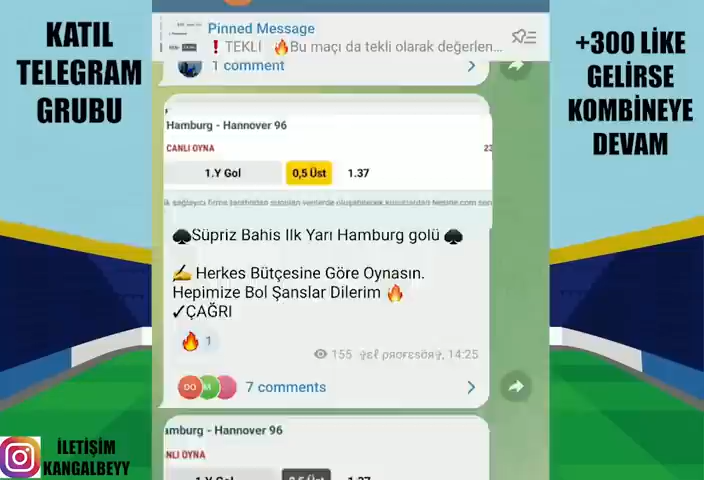 KATIL
TELEGRAM
GRUBU
Pinned Message
❗TEKLİ 🔥Bu maçı da tekli olarak değerlen...
1 comment
Hamburg - Hannover 96
CANLI OYNA
23
1.Y Gol
0,5 Üst
1.37
♠Süpriz Bahis Ilk Yarı Hamburg golü ♠
✍ Herkes Bütçesine Göre Oynasın.
Hepimize Bol Şanslar Dilerim 🔥
✓ÇAĞRI
🔥 1
155
14:25
DO
M
7 comments
amburg - Hannover 96
NLI OYNA
+300 LİKE
GELİRSE
KOMBİNEYE
DEVAM
İLETİŞİM
KANGALBEYY